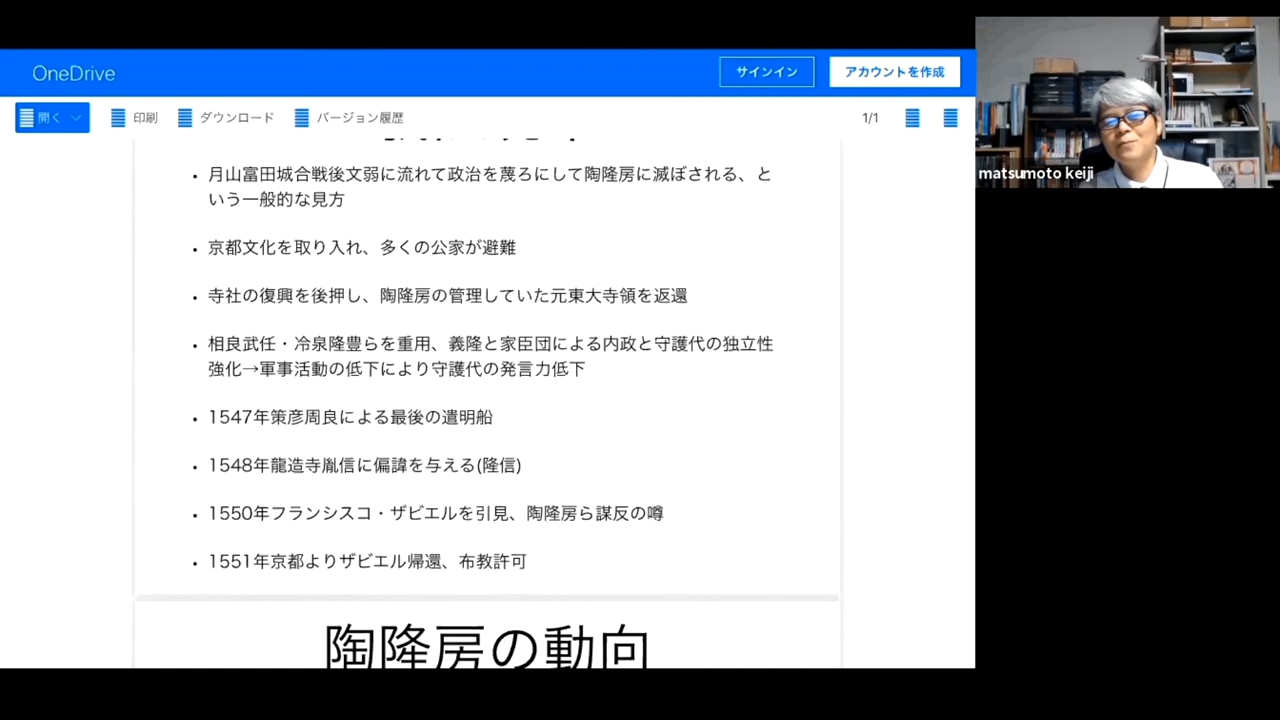 OneDrive
サインイン
アカウントを作成
開く
印刷
ダウンロード
バージョン履歴
1/1
matsumoto keiji
・月山富田城合戦後文弱に流れて政治を蔑ろにして陶隆房に滅ぼされる、と
いう一般的な見方
・京都文化を取り入れ、多くの公家が避難
・寺社の復興を後押し、陶隆房の管理していた元東大寺領を返還
・相良武任・冷泉隆豊らを重用、義隆と家臣団による内政と守護代の独立性
強化→軍事活動の低下により守護代の発言力低下
・1547年策彦周良による最後の遣明船
・1548年龍造寺胤信に偏諱を与える(隆信)
・1550年フランシスコ・ザビエルを引見、陶隆房ら謀反の噂
・1551年京都よりザビエル帰還、布教許可
陶隆房の動向